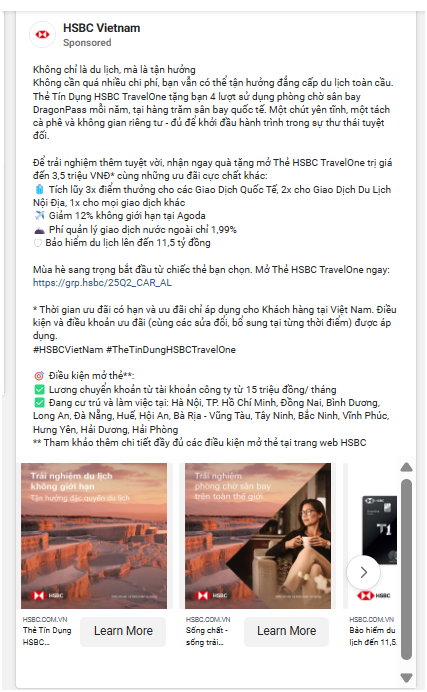 HSBC Vietnam
Sponsored
Không chỉ là du lịch, mà là tận hưởng
Không cần quá nhiều chi phí, bạn vẫn có thể tận hưởng đẳng cấp du lịch toàn cầu.
Thẻ Tín Dụng HSBC TravelOne tặng bạn 4 lượt sử dụng phòng chờ sân bay
DragonPass mỗi năm, tại hàng trăm sân bay quốc tế. Một chút yên tĩnh, một tách
cà phê và không gian riêng tư - đủ để khởi đầu hành trình trong sự thư thái tuyệt
đối.
Để trải nghiệm thêm tuyệt vời, nhận ngay quà tặng mở Thẻ HSBC TravelOne trị giá
đến 3,5 triệu VNĐ* cùng những ưu đãi cực chất khác:
🧳 Tích lũy 3x điểm thưởng cho các Giao Dịch Quốc Tế, 2x cho Giao Dịch Du Lịch
Nội Địa, 1x cho mọi giao dịch khác
✈️ Giảm 12% không giới hạn tại Agoda
🗻 Phí quản lý giao dịch nước ngoài chỉ 1,99%
🤍 Bảo hiểm du lịch lên đến 11,5 tỷ đồng
Mùa hè sang trọng bắt đầu từ chiếc thẻ bạn chọn. Mở Thẻ HSBC TravelOne ngay:
https://grp.hsbc/25Q2_CAR_AL
* Thời gian ưu đãi có hạn và ưu đãi chỉ áp dụng cho Khách hàng tại Việt Nam. Điều
kiện và điều khoản ưu đãi (cùng các sửa đổi, bổ sung tại từng thời điểm) được áp
dụng.
#HSBCVietNam #TheTinDungHSBCTravelOne
🎯 Điều kiện mở thẻ**:
✅ Lương chuyển khoản từ tài khoản công ty từ 15 triệu đồng/ tháng
✅ Đang cư trú và làm việc tại: Hà Nội, TP. Hồ Chí Minh, Đồng Nai, Bình Dương,
Long An, Đà Nẵng, Huế, Hội An, Bà Rịa - Vũng Tàu, Tây Ninh, Bắc Ninh, Vĩnh Phúc,
Hưng Yên, Hải Dương, Hải Phòng
** Tham khảo thêm chi tiết đầy đủ các điều kiện mở thẻ tại trang web HSBC
Trải nghiệm du lịch
không giới hạn
Tận hưởng đặc quyền du lịch
HSBC
Trải nghiệm
phòng chờ sân bay
trên toàn thế giới
HSBC
T1
HSBC
HSBC.COM.VN
Thẻ Tín Dụng
HSBC...
Learn More
HSBC.COM.VN
Sống chất -
sống trải...
Learn More
HSBC.COM.VN
Bảo hiểm du
lịch đến 11,5